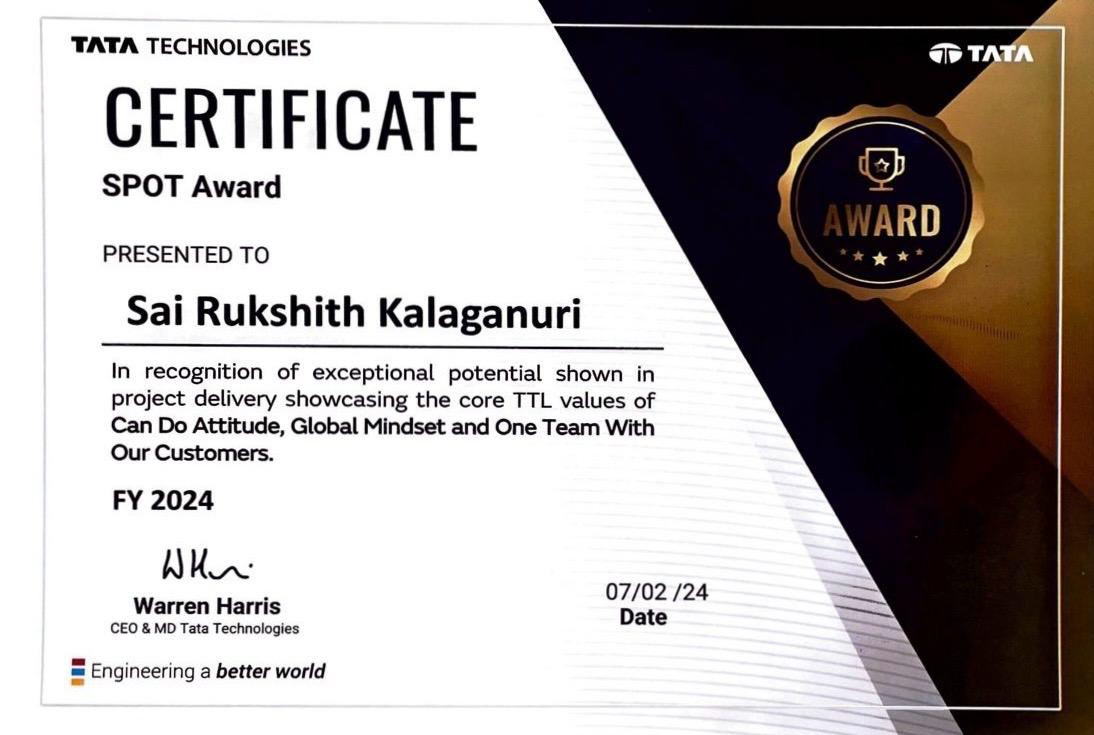 TATA TECHNOLOGIES
TATA
CERTIFICATE
SPOT Award
AWARD
PRESENTED TO
Sai Rukshith Kalaganuri
In recognition of exceptional potential shown in
project delivery showcasing the core TTL values of
Can Do Attitude, Global Mindset and One Team With
Our Customers.
FY 2024
Warren Harris
CEO & MD Tata Technologies
07/02 /24
Date
Engineering a better world